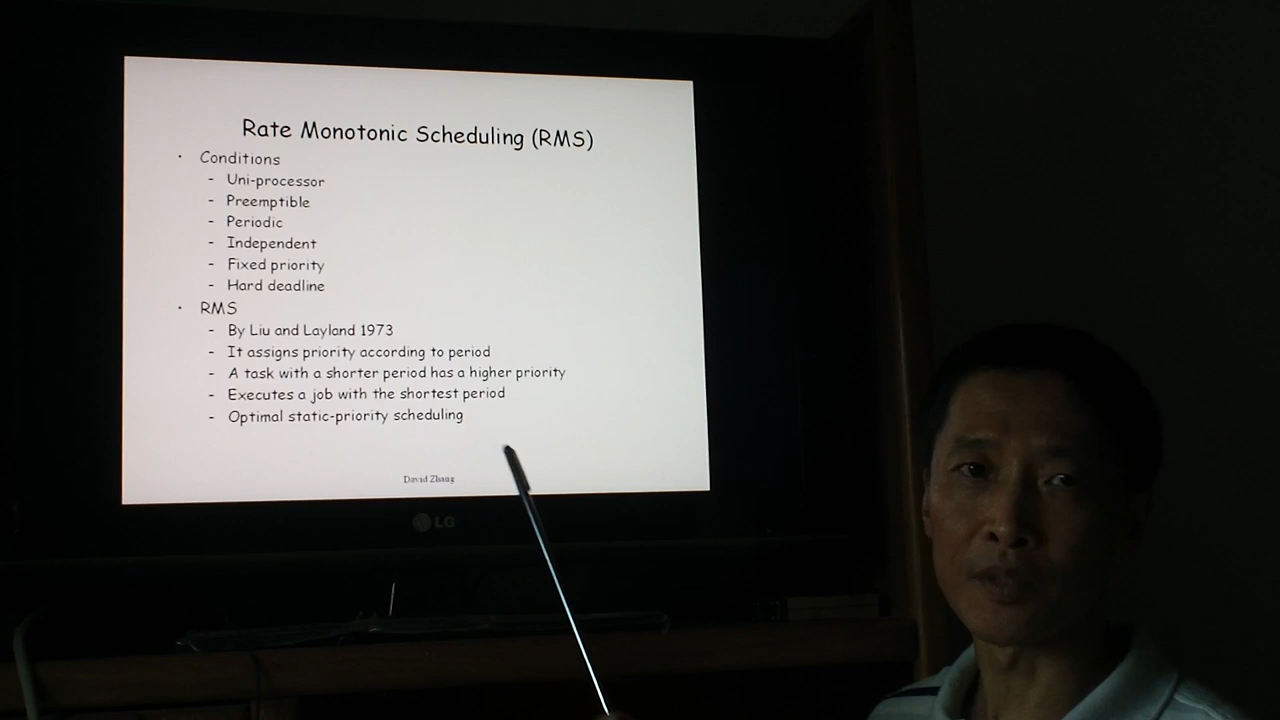 Rate Monotonic Scheduling (RMS)
· Conditions
- Uni-processor
- Preemptible
- Periodic
- Independent
- Fixed priority
- Hard deadline
· RMS
- By Liu and Layland 1973
- It assigns priority according to period
- A task with a shorter period has a higher priority
- Executes a job with the shortest period
- Optimal static-priority scheduling
David Zhang
LG